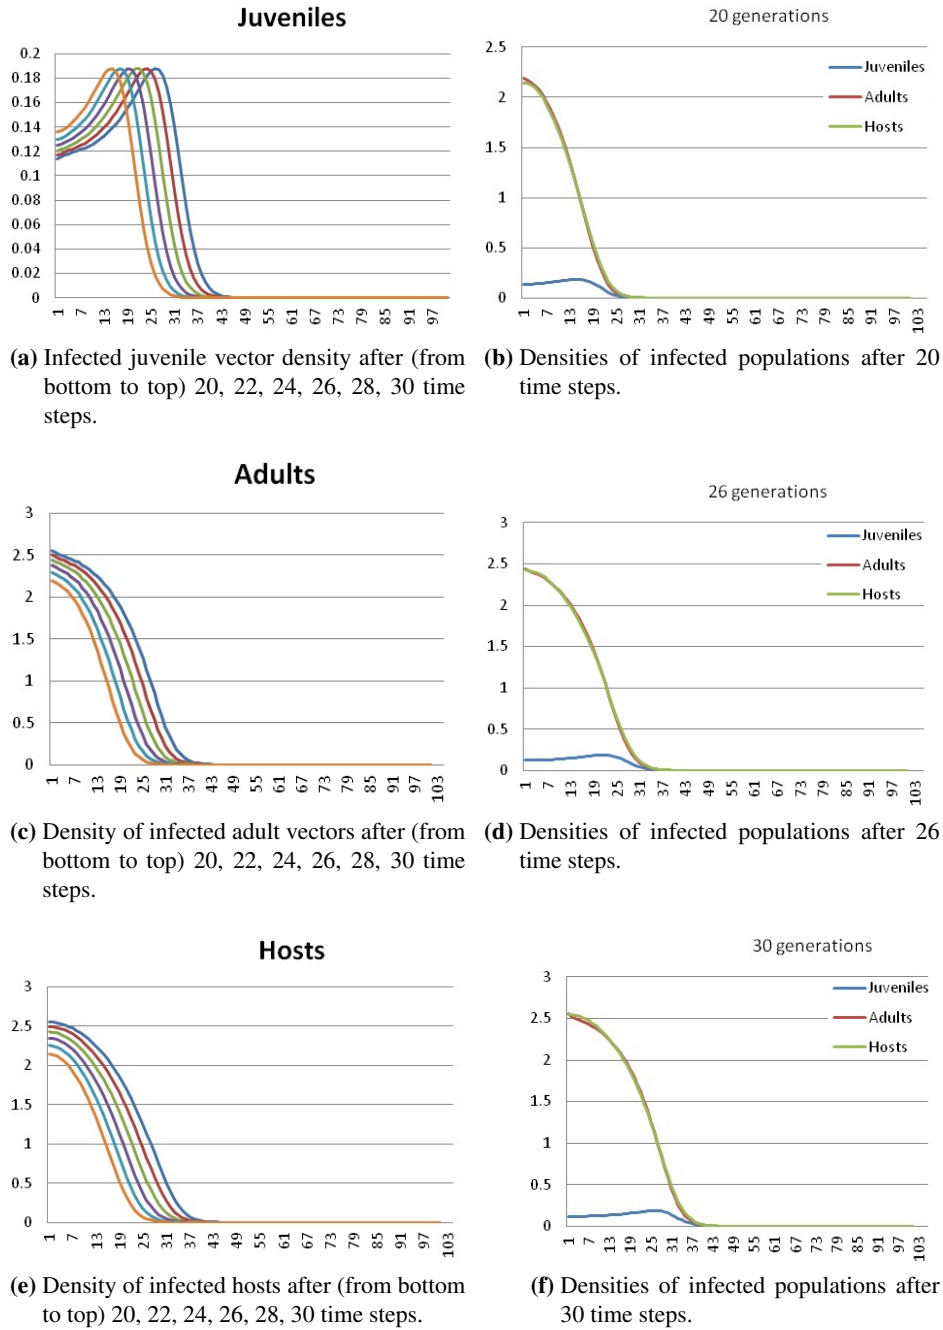 Juveniles
0.2
0.18
0.16
0.14
0.12
0.1
0.08
0.06
0.04
0.02
0
1 7 13 19 25 31 37 43 49 55 61 67 73 79 85 91 97
(a) Infected juvenile vector density after (from
bottom to top) 20, 22, 24, 26, 28, 30 time
steps.
20 generations
2.5
2
1.5
1
0.5
0
Juveniles
Adults
Hosts
1 7 13 19 25 31 37 43 49 55 61 67 73 79 85 91 97 103
(b) Densities of infected populations after 20
time steps.
Adults
3
2.5
2
1.5
1
0.5
0
1 7 13 19 25 31 37 43 49 55 61 67 73 79 85 91 97 103
(c) Density of infected adult vectors after (from
bottom to top) 20, 22, 24, 26, 28, 30 time
steps.
26 generations
3
2.5
2
1.5
1
0.5
0
Juveniles
Adults
Hosts
1 7 13 19 25 31 37 43 49 55 61 67 73 79 85 91 97 103
(d) Densities of infected populations after 26
time steps.
Hosts
3
2.5
2
1.5
1
0.5
0
1 7 13 19 25 31 37 43 49 55 61 67 73 79 85 91 97 103
(e) Density of infected hosts after (from bottom
to top) 20, 22, 24, 26, 28, 30 time steps.
30 generations
3
2.5
2
1.5
1
0.5
0
Juveniles
Adults
Hosts
1 7 13 19 25 31 37 43 49 55 61 67 73 79 85 91 97 103
(f) Densities of infected populations after
30 time steps.